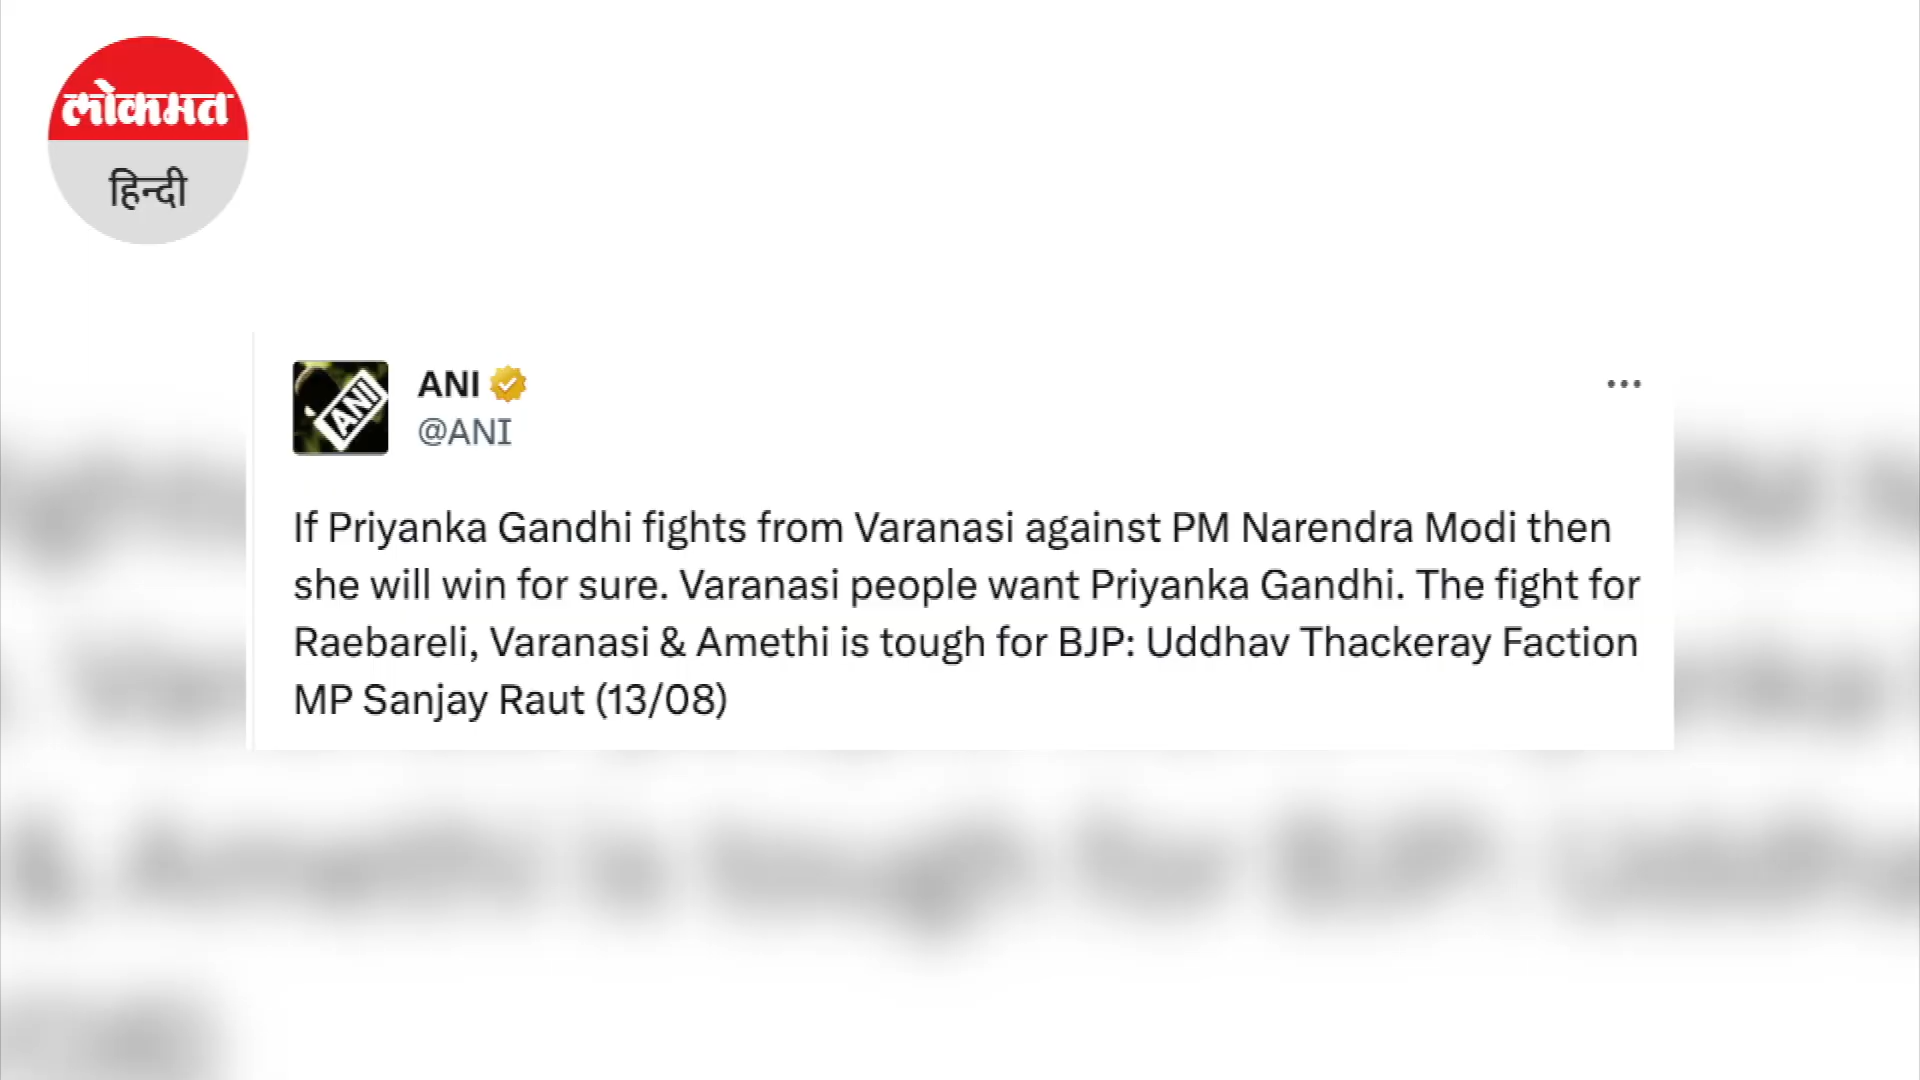 लोकमत
हिन्दी
ANI
ANI
@ANI
If Priyanka Gandhi fights from Varanasi against PM Narendra Modi then
she will win for sure. Varanasi people want Priyanka Gandhi. The fight for
Raebareli, Varanasi & Amethi is tough for BJP: Uddhav Thackeray Faction
MP Sanjay Raut (13/08)